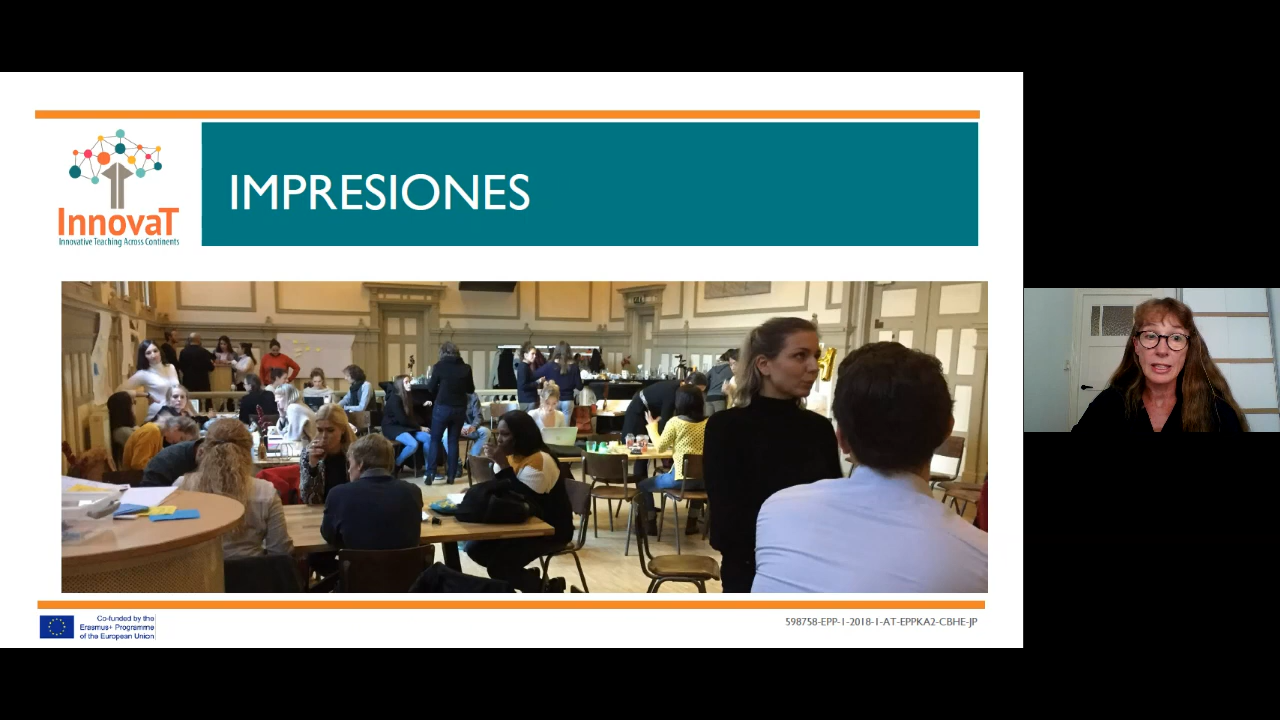 IMPRESIONES
InnovaT
Innovative Teaching Across Continents
Co-funded by the
Erasmus+ Programme
of the European Union
598758-EPP-1-2018-1-AT-EPPKA2-CBHE-JP